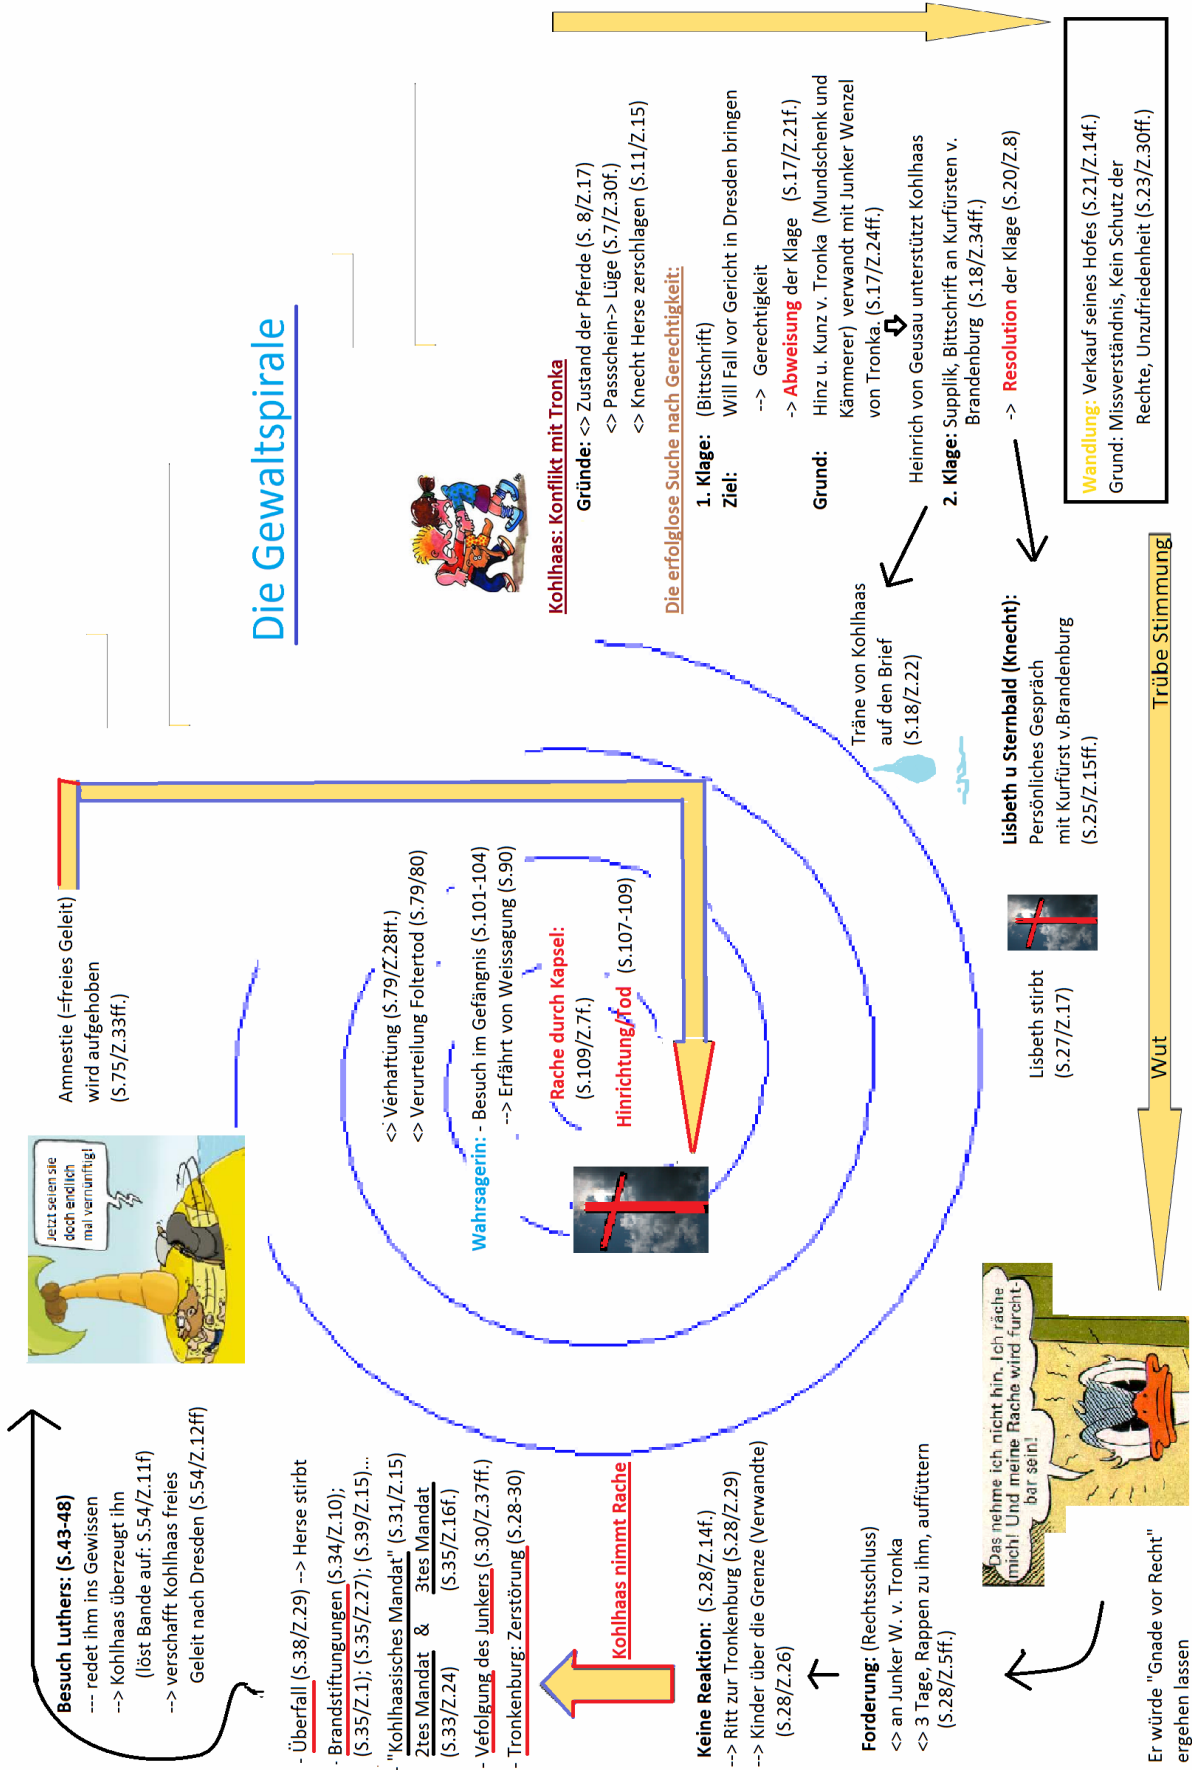 Die Gewaltspirale
Kohlhaas: Konflikt mit Tronka
Gründe: <> Zustand der Pferde (S. 8/Z.17)
<> Passschein-> Lüge (S.7/Z.30f.)
<> Knecht Herse zerschlagen (S.11/Z.15)
Die erfolglose Suche nach Gerechtigkeit:
1. Klage: (Bittschrift)
Ziel: Will Fall vor Gericht in Dresden bringen
--> Gerechtigkeit
-> Abweisung der Klage (S.17/Z.21f.)
Grund: Hinz u. Kunz v. Tronka (Mundschenk und
Kämmerer) verwandt mit Junker Wenzel
von Tronka. (S.17/Z.24ff.)
Heinrich von Geusau unterstützt Kohlhaas
2. Klage: Supplik, Bittschrift an Kurfürsten v.
Brandenburg (S.18/Z.34ff.)
-> Resolution der Klage (S.20/Z.8)
Wandlung: Verkauf seines Hofes (S.21/Z.14f.)
Grund: Missverständnis, Kein Schutz der
Rechte, Unzufriedenheit (S.23/Z.30ff.)
Träne von Kohlhaas
auf den Brief
(S.18/Z.22)
Lisbeth u Sternbald (Knecht):
Persönliches Gespräch
mit Kurfürst v.Brandenburg
(S.25/Z.15ff.)
Lisbeth stirbt
(S.27/Z.17)
Trübe Stimmung
Wut
Das nehme ich nicht hin. Ich räche
mich! Und meine Rache wird furcht-
bar sein!
Er würde "Gnade vor Recht"
ergehen lassen
Forderung: (Rechtsschluss)
<> an Junker W. v. Tronka
<> 3 Tage, Rappen zu ihm, auffüttern
(S.28/Z.5ff.)
Keine Reaktion: (S.28/Z.14f.)
--> Ritt zur Tronkenburg (S.28/Z.29)
--> Kinder über die Grenze (Verwandte)
(S.28/Z.26)
Kohlhaas nimmt Rache
- Überfall (S.38/Z.29) --> Herse stirbt
- Brandstiftungungen (S.34/Z.10);
(S.35/Z.1); (S.35/Z.27); (S.39/Z.15)...
- "Kohlhaasisches Mandat" (S.31/Z.15)
2tes Mandat & 3tes Mandat
(S.33/Z.24) (S.35/Z.16f.)
- Vefolgung des Junkers (S.30/Z.37ff.)
- Tronkenburg: Zerstörung (S.28-30)
Besuch Luthers: (S.43-48)
--- redet ihm ins Gewissen
--> Kohlhaas überzeugt ihn
(löst Bande auf: S.54/Z.11f)
--> verschafft Kohlhaas freies
Geleit nach Dresden (S.54/Z.12ff)
Jetzt seien sie
doch endlich
mal vernünftig!
Amnestie (=freies Geleit)
wird aufgehoben
(S.75/Z.33ff.)
<> Verhaftung (S.79/Z.28ff.)
<> Verurteilung Foltertod (S.79/80)
Wahrsagerin: - Besuch im Gefängnis (S.101-104)
--> Erfährt von Weissagung (S.90)
Rache durch Kapsel:
(S.109/Z.7f.)
Hinrichtung/Tod (S.107-109)